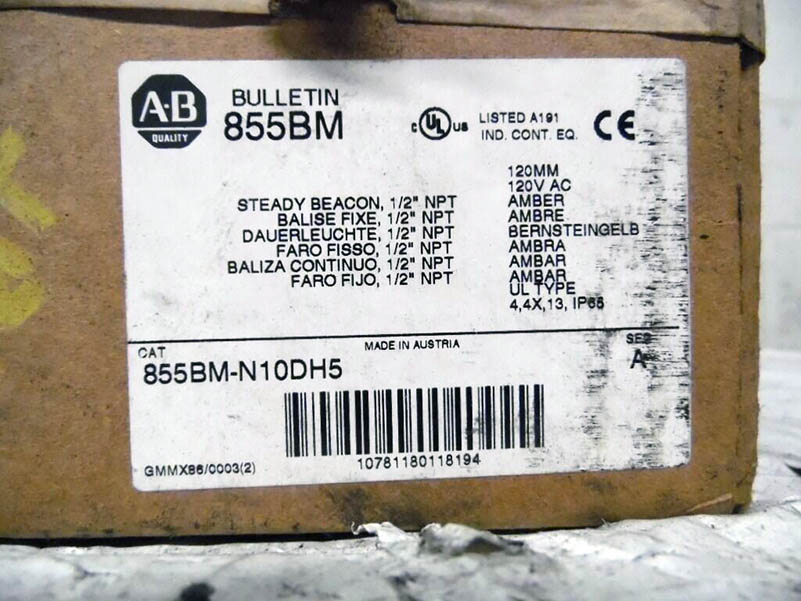 A-B
QUALITY
BULLETIN
855BM
C UL US
LISTED A191
IND. CONT. EQ.
CE
120MM
120V AC
STEADY BEACON, 1/2" NPT AMBER
BALISE FIXE, 1/2" NPT AMBRE
DAUERLEUCHTE, 1/2" NPT BERNSTEINGELB
FARO FISSO, 1/2" NPT AMBRA
BALIZA CONTINUO, 1/2" NPT AMBAR
FARO FIJO, 1/2" NPT AMBAR
UL TYPE
4,4X,13, IP65
CAT
MADE IN AUSTRIA
SER
855BM-N10DH5
A
10781180118194
GMMX86/0003(2)